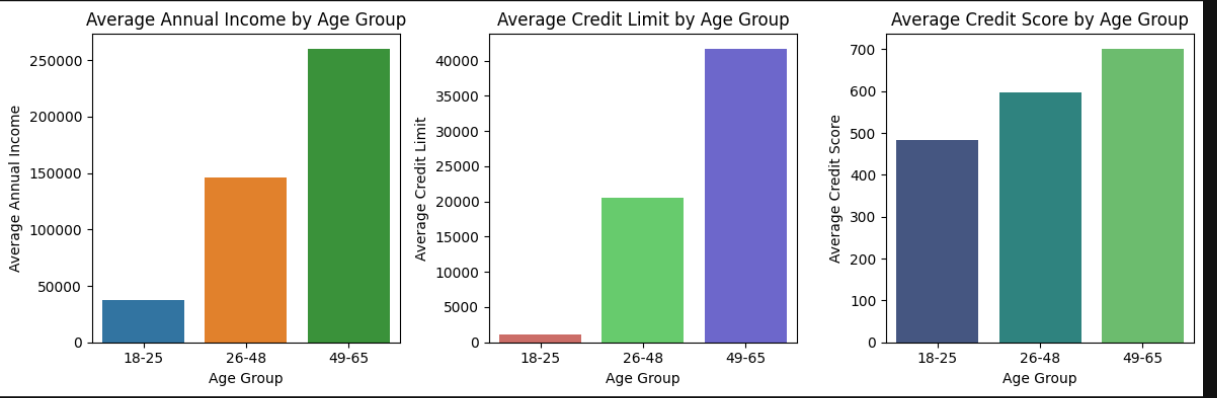 Average Annual Income by Age Group
Average Annual Income
250000
200000
150000
100000
50000
0
18-25 26-48 49-65
Age Group
Average Credit Limit by Age Group
Average Credit Limit
40000
35000
30000
25000
20000
15000
10000
5000
0
18-25 26-48 49-65
Age Group
Average Credit Score by Age Group
Average Credit Score
700
600
500
400
300
200
100
0
18-25 26-48 49-65
Age Group